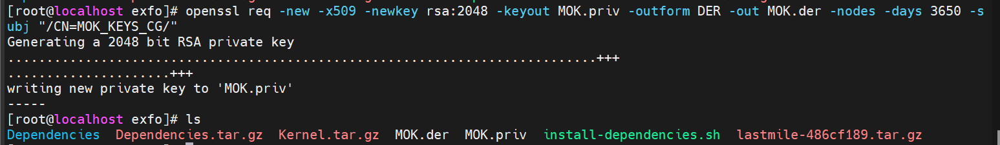 [root@localhost exfo]# openssl req -new -x509 -newkey rsa:2048 -keyout MOK.priv -outform DER -out MOK.der -nodes -days 3650 -s
ubj "/CN=MOK_KEYS_CG/"
Generating a 2048 bit RSA private key
............................................................................+++
.....................+++
writing new private key to 'MOK.priv'
-----
[root@localhost exfo]# ls
Dependencies  Dependencies.tar.gz  Kernel.tar.gz  MOK.der  MOK.priv  install-dependencies.sh  lastmile-486cf189.tar.gz